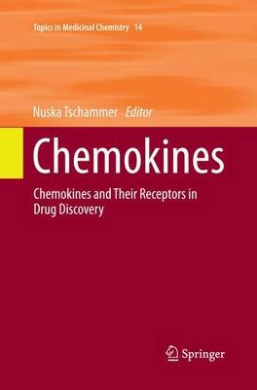 Topics in Medicinal Chemistry 14
Nuska Tschammer Editor
Chemokines
Chemokines and Their Receptors in
Drug Discovery
Springer